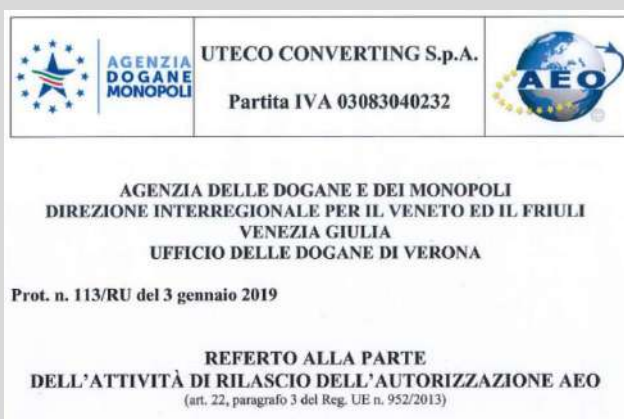 AGENZIA
DOGANE
MONOPOLI
UTECO CONVERTING S.p.A.
Partita IVA 03083040232
AEO
AGENZIA DELLE DOGANE E DEI MONOPOLI
DIREZIONE INTERREGIONALE PER IL VENETO ED IL FRIULI
VENEZIA GIULIA
UFFICIO DELLE DOGANE DI VERONA
Prot. n. 113/RU del 3 gennaio 2019
REFERTO ALLA PARTE
DELL'ATTIVITÀ DI RILASCIO DELL'AUTORIZZAZIONE AEO
(art. 22, paragrafo 3 del Reg. UE n. 952/2013)